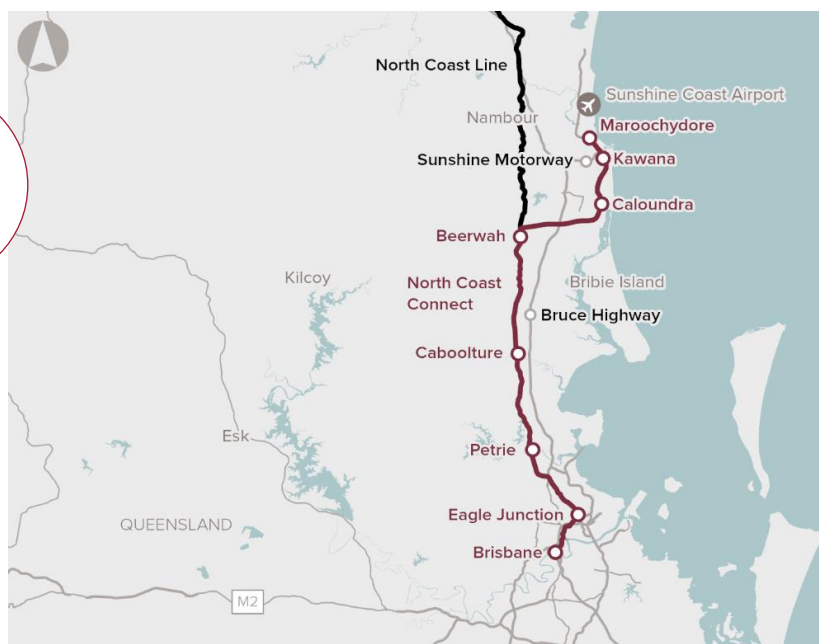 North Coast Line
Sunshine Coast Airport
Nambour
Maroochydore
Sunshine Motorway
Kawana
Caloundra
Beerwah
Kilcoy
North Coast
Connect
Bribie Island
Bruce Highway
Caboolture
Esk
Petrie
Eagle Junction
QUEENSLAND
Brisbane
M2